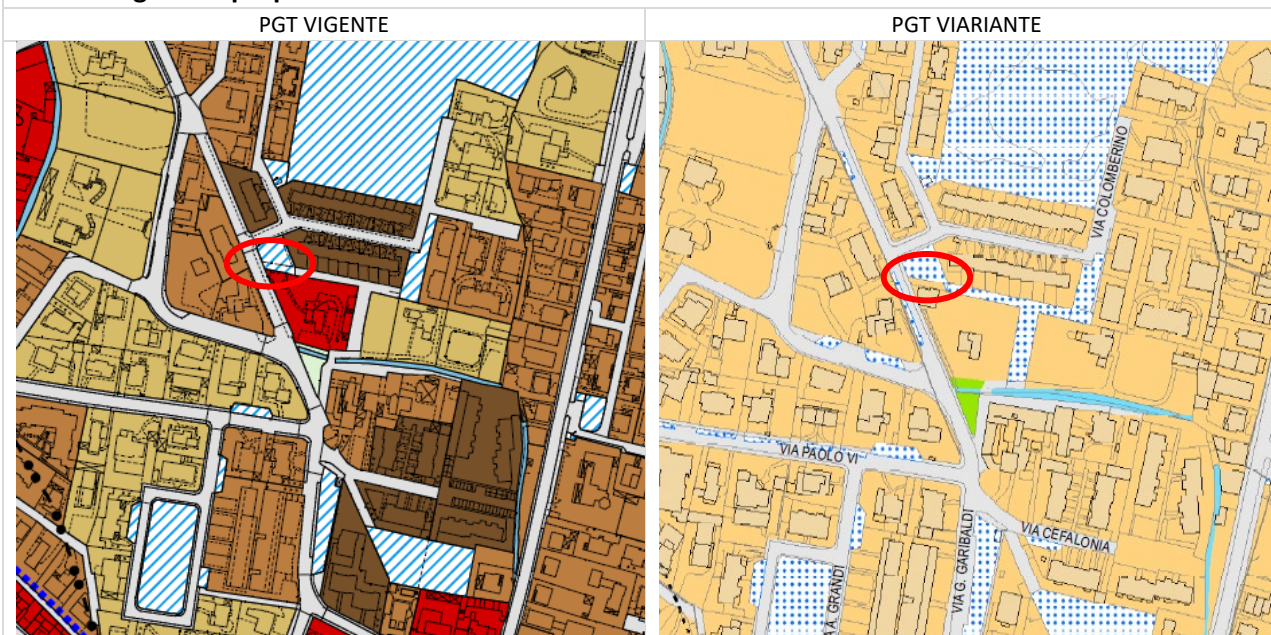 PGT VIGENTE
PGT VIARIANTE
VIA COLOMBERINO
VIA PAOLO VI
VIA CEFALONIA
VIA G. GARIBALDI
A A. GRANDI